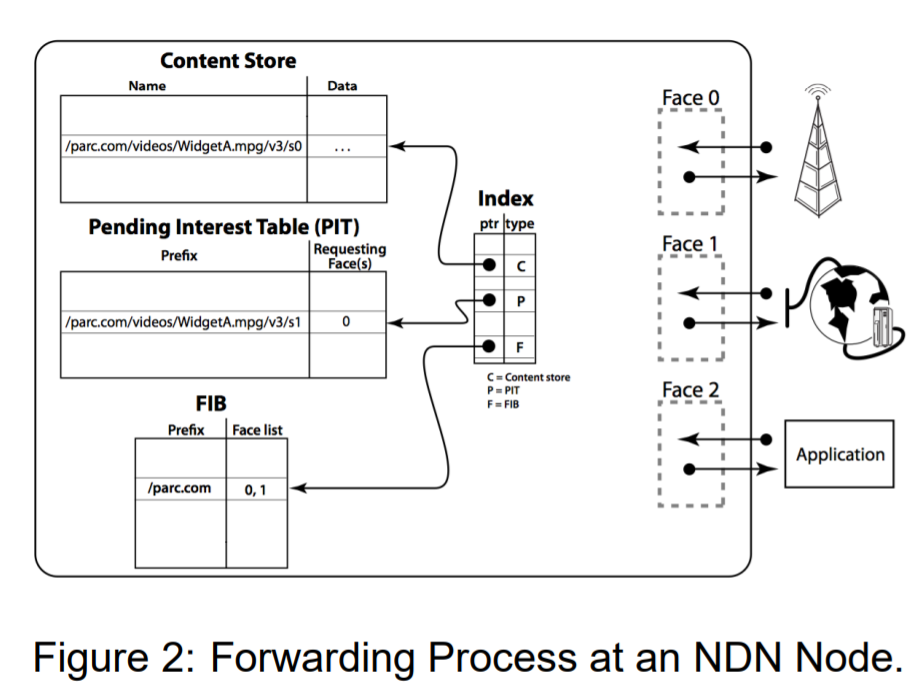 Content Store
Name Data
/parc.com/videos/WidgetA.mpg/v3/s0 ...
Pending Interest Table (PIT)
Prefix Requesting Face(s)
/parc.com/videos/WidgetA.mpg/v3/s1 0
FIB
Prefix Face list
/parc.com 0, 1
Index
ptr type
C
P
F
C = Content store
P = PIT
F = FIB
Face 0
Face 1
Face 2
Application
Figure 2: Forwarding Process at an NDN Node.